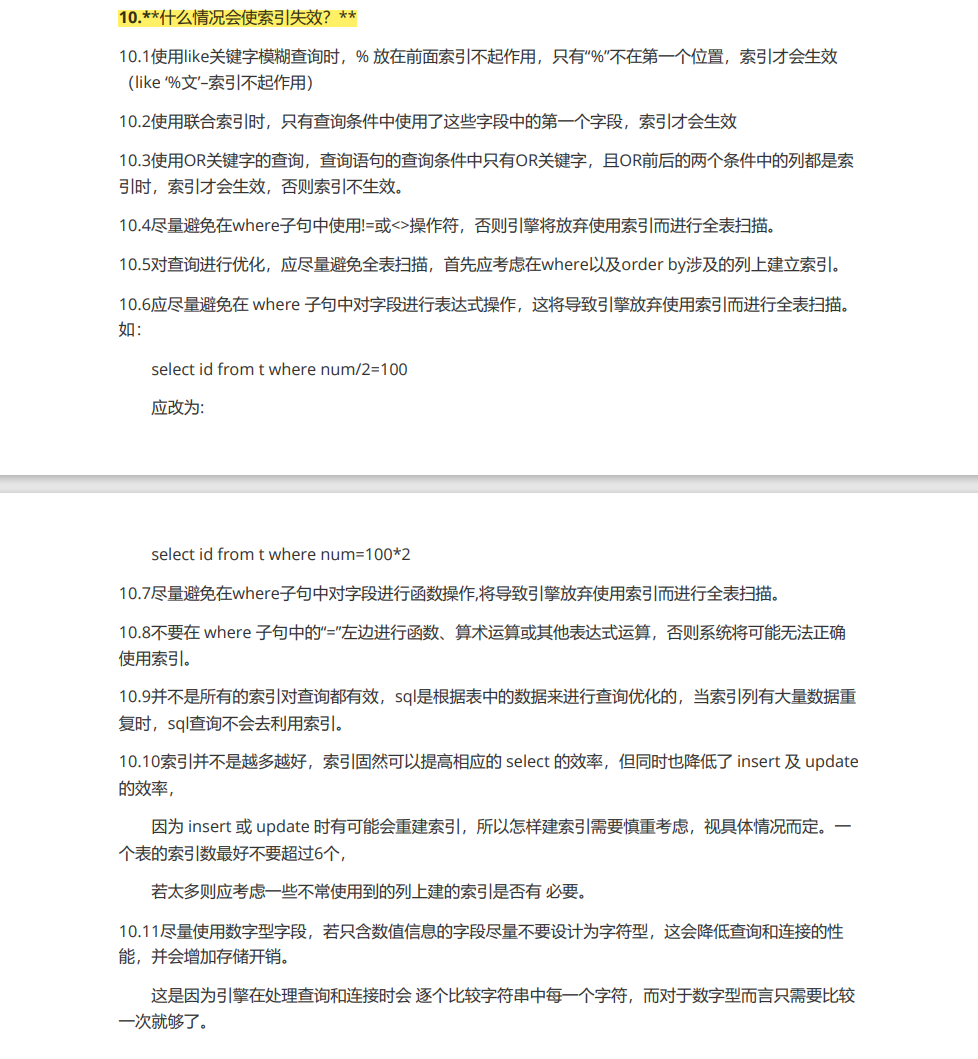 10.**什么情况会使索引失效？**
10.1使用like关键字模糊查询时，% 放在前面索引不起作用，只有“%”不在第一个位置，索引才会生效
（like ‘%文’–索引不起作用）
10.2使用联合索引时，只有查询条件中使用了这些字段中的第一个字段，索引才会生效
10.3使用OR关键字的查询，查询语句的查询条件中只有OR关键字，且OR前后的两个条件中的列都是索
引时，索引才会生效，否则索引不生效。
10.4尽量避免在where子句中使用!=或<>操作符，否则引擎将放弃使用索引而进行全表扫描。
10.5对查询进行优化，应尽量避免全表扫描，首先应考虑在where以及order by涉及的列上建立索引。
10.6应尽量避免在 where 子句中对字段进行表达式操作，这将导致引擎放弃使用索引而进行全表扫描。
如：
select id from t where num/2=100
应改为:
select id from t where num=100*2
10.7尽量避免在where子句中对字段进行函数操作,将导致引擎放弃使用索引而进行全表扫描。
10.8不要在 where 子句中的“=”左边进行函数、算术运算或其他表达式运算，否则系统将可能无法正确
使用索引。
10.9并不是所有的索引对查询都有效，sql是根据表中的数据来进行查询优化的，当索引列有大量数据重
复时，sql查询不会去利用索引。
10.10索引并不是越多越好，索引固然可以提高相应的 select 的效率，但同时也降低了 insert 及 update
的效率，
因为 insert 或 update 时有可能会重建索引，所以怎样建索引需要慎重考虑，视具体情况而定。一
个表的索引数最好不要超过6个，
若太多则应考虑一些不常使用到的列上建的索引是否有 必要。
10.11尽量使用数字型字段，若只含数值信息的字段尽量不要设计为字符型，这会降低查询和连接的性
能，并会增加存储开销。
这是因为引擎在处理查询和连接时会 逐个比较字符串中每一个字符，而对于数字型而言只需要比较
一次就够了。